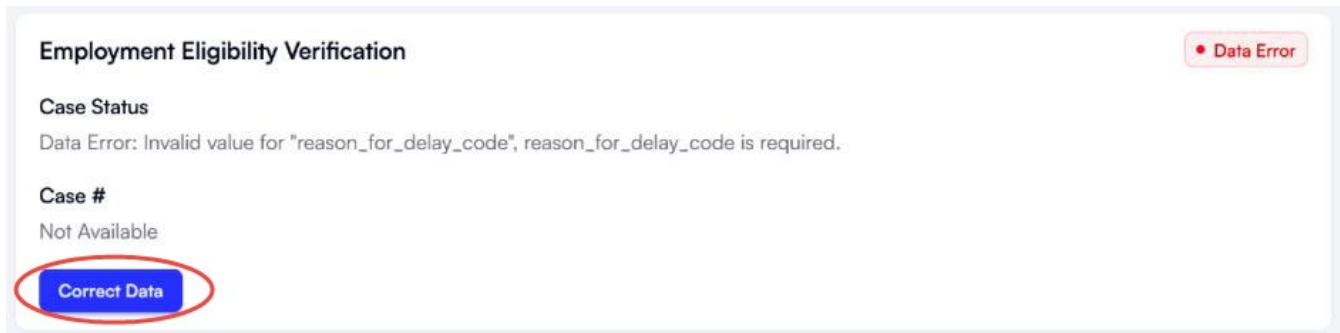 Employment Eligibility Verification
Data Error
Case Status
Data Error: Invalid value for "reason_for_delay_code", reason_for_delay_code is required.
Case #
Not Available
Correct Data